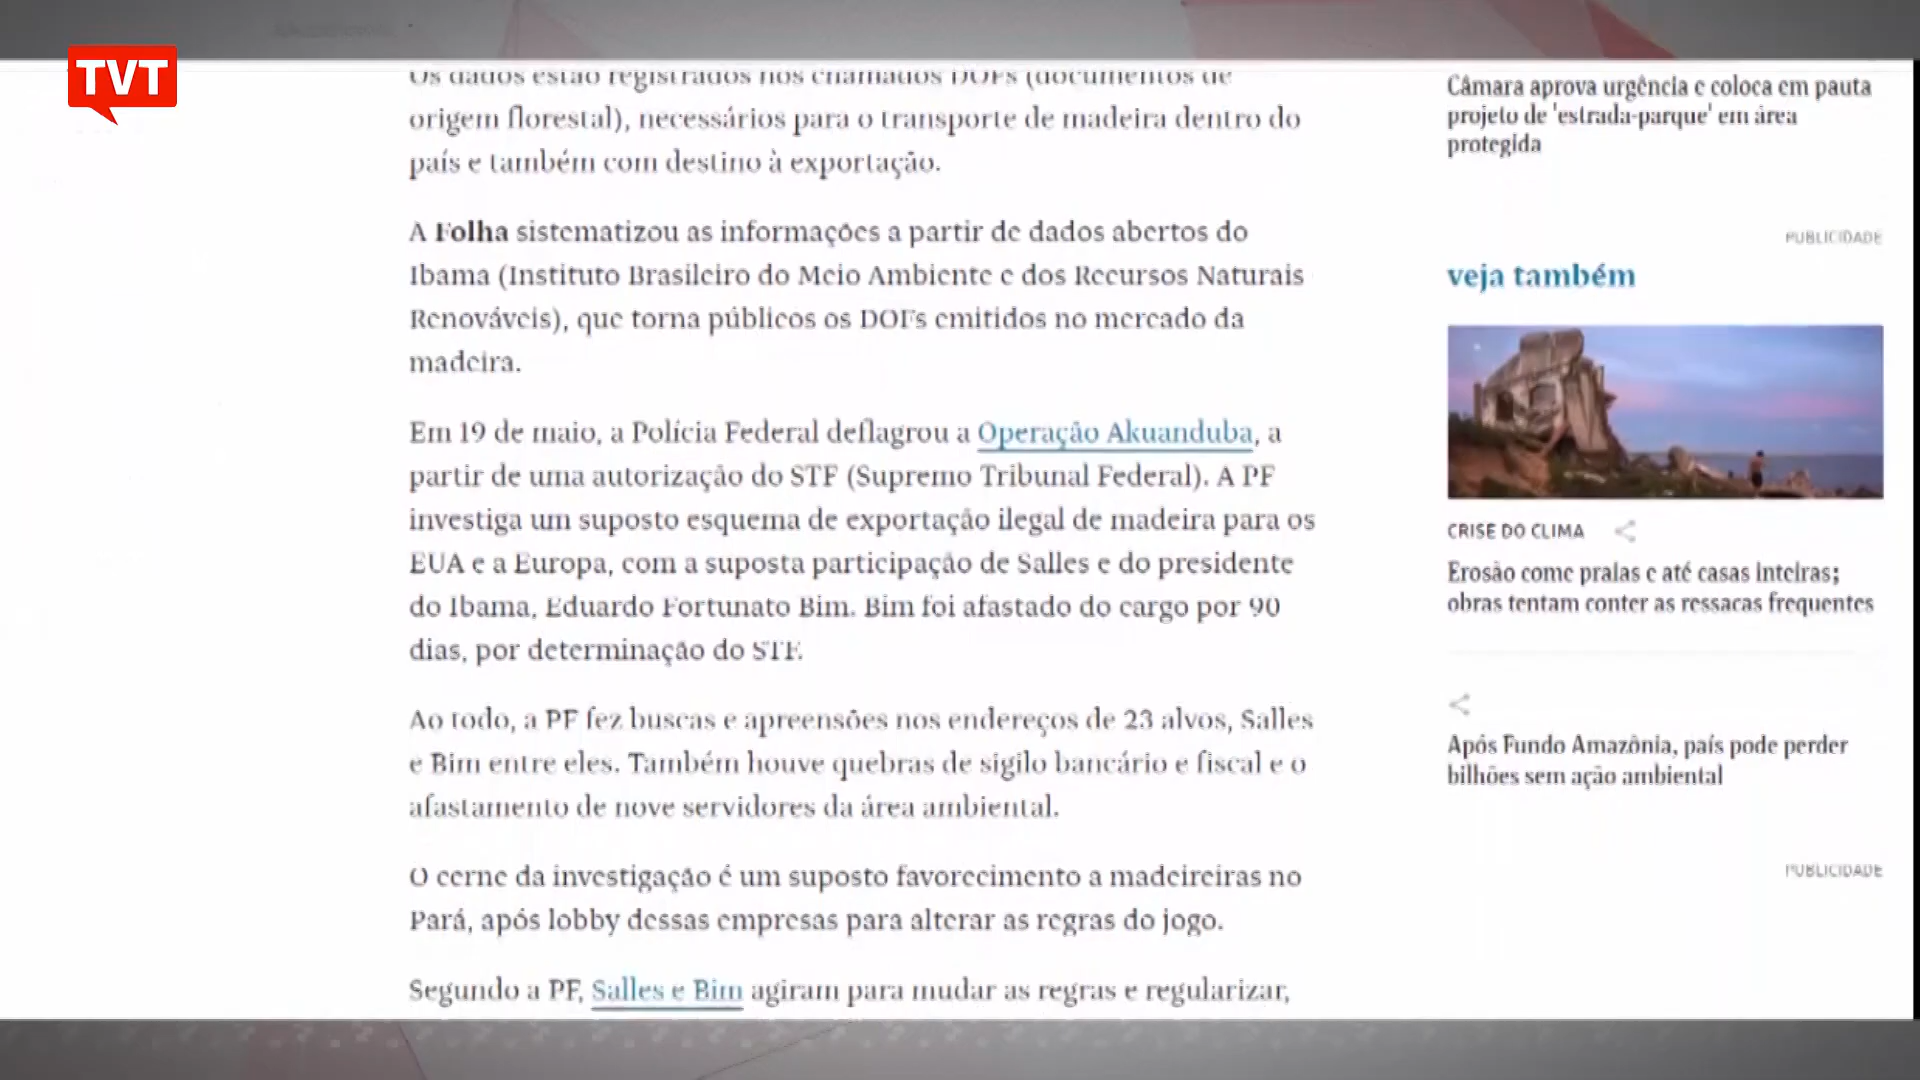 TVT
Os dados estão registrados nos chamados DOFs (documentos de
origem florestal), necessários para o transporte de madeira dentro do
país e também com destino à exportação.
A Folha sistematizou as informações a partir de dados abertos do
Ibama (Instituto Brasileiro do Meio Ambiente e dos Recursos Naturais
Renováveis), que torna públicos os DOFs emitidos no mercado da
madeira.
Em 19 de maio, a Polícia Federal deflagrou a Operação Akuanduba, a
partir de uma autorização do STF (Supremo Tribunal Federal). A PF
investiga um suposto esquema de exportação ilegal de madeira para os
EUA e a Europa, com a suposta participação de Salles e do presidente
do Ibama, Eduardo Fortunato Bim. Bim foi afastado do cargo por 90
dias, por determinação do STF.
Ao todo, a PF fez buscas e apreensões nos endereços de 23 alvos, Salles
e Bim entre eles. Também houve quebras de sigilo bancário e fiscal e o
afastamento de nove servidores da área ambiental.
O cerne da investigação é um suposto favorecimento a madeireiras no
Pará, após lobby dessas empresas para alterar as regras do jogo.
Segundo a PF, Salles e Bim agiram para mudar as regras e regularizar,
Câmara aprova urgência e coloca em pauta
projeto de 'estrada-parque' em área
protegida
PUBLICIDADE
veja também
CRISE DO CLIMA
Erosão come praias e até casas inteiras;
obras tentam conter as ressacas frequentes
Após Fundo Amazônia, país pode perder
bilhões sem ação ambiental
PUBLICIDADE